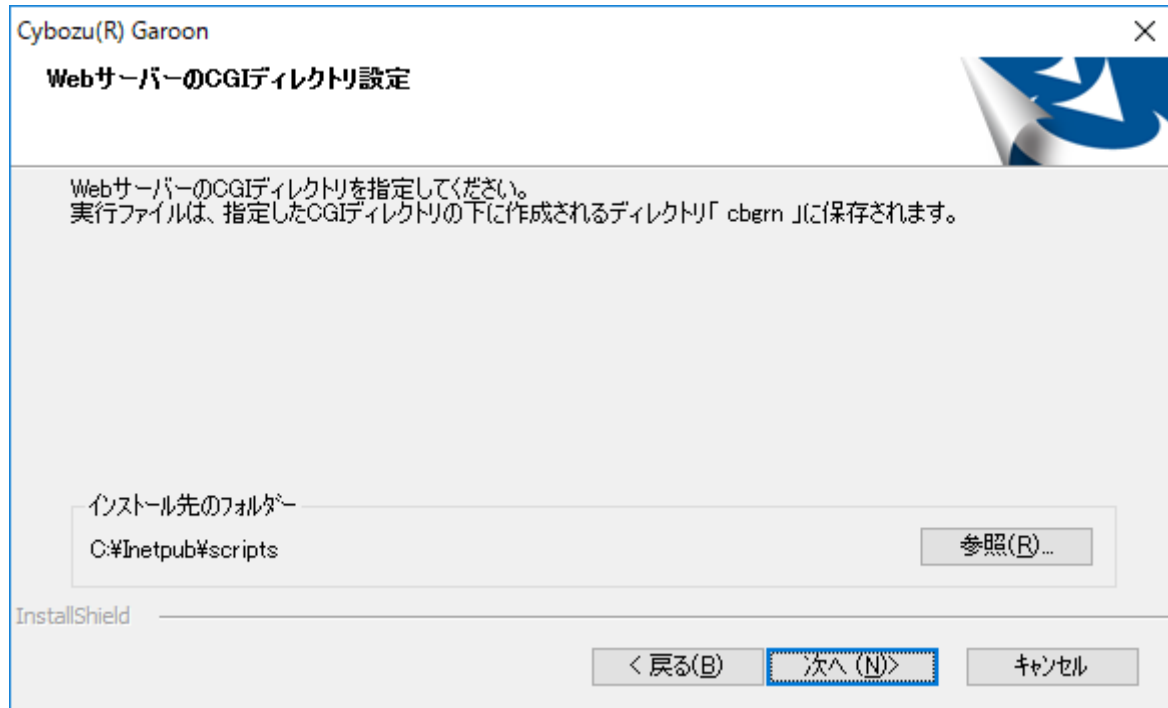 Cybozu(R) Garoon
WebサーバーのCGIディレクトリ設定
WebサーバーのCGIディレクトリを指定してください。
実行ファイルは、指定したCGIディレクトリの下に作成されるディレクトリ「 cbgrn 」に保存されます。
インストール先のフォルダー
C:¥Inetpub¥scripts
参照(R)...
InstallShield
< 戻る(B)
次へ (N)>
キャンセル